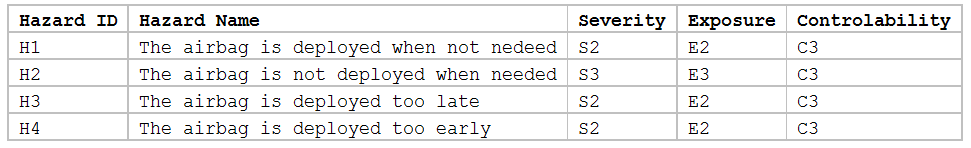 Hazard ID Hazard Name Severity Exposure Controlability
H1 The airbag is deployed when not nedeed S2 E2 C3
H2 The airbag is not deployed when needed S3 E3 C3
H3 The airbag is deployed too late S2 E2 C3
H4 The airbag is deployed too early S2 E2 C3